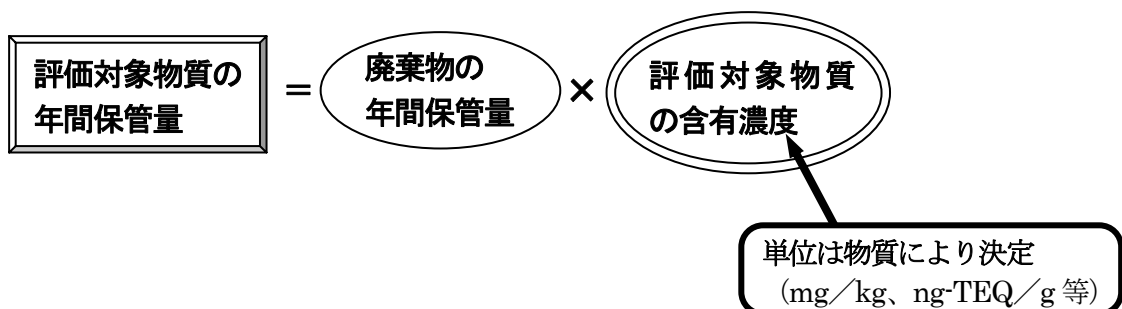 評価対象物質の
年間保管量
＝
廃棄物の
年間保管量
×
評価対象物質
の含有濃度
単位は物質により決定
（mg／kg、ng-TEQ／g 等）